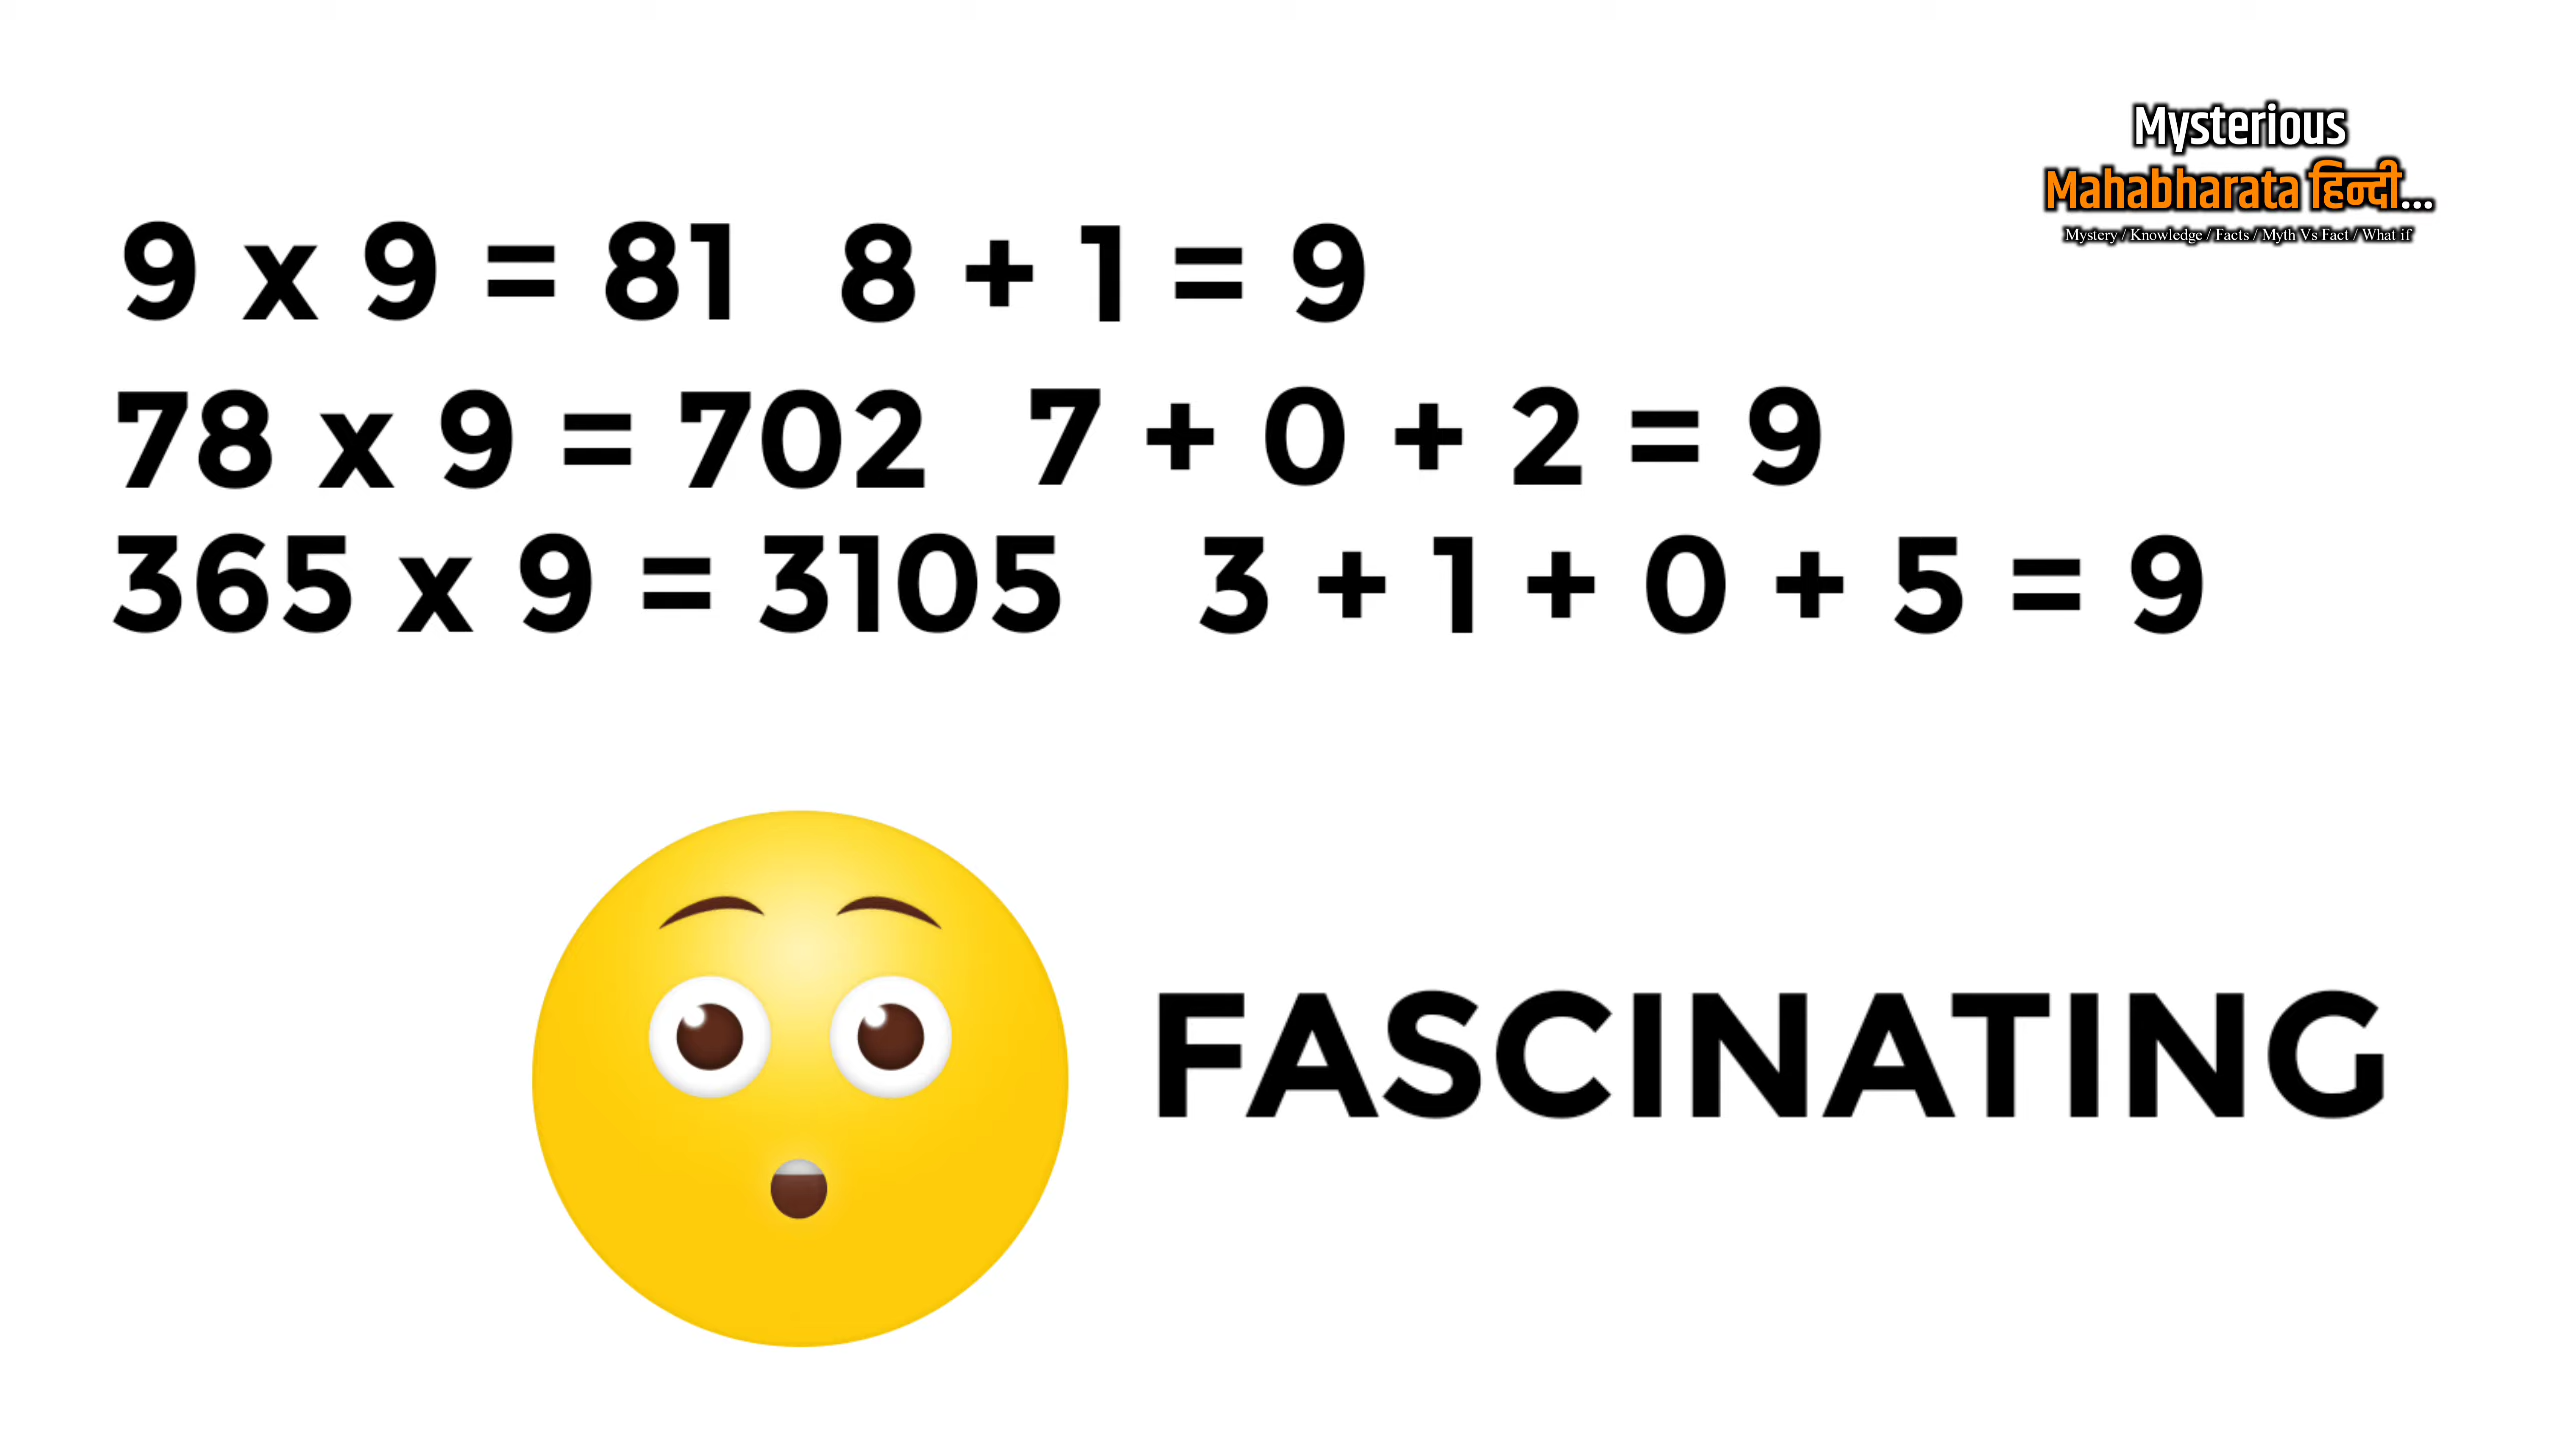 Mysterious
Mahabharata हिन्दी...
Mystery / Knowledge / Facts / Myth Vs Fact / What if
9 x 9 = 81 8 + 1 = 9
78 x 9 = 702 7 + 0 + 2 = 9
365 x 9 = 3105 3 + 1 + 0 + 5 = 9
FASCINATING